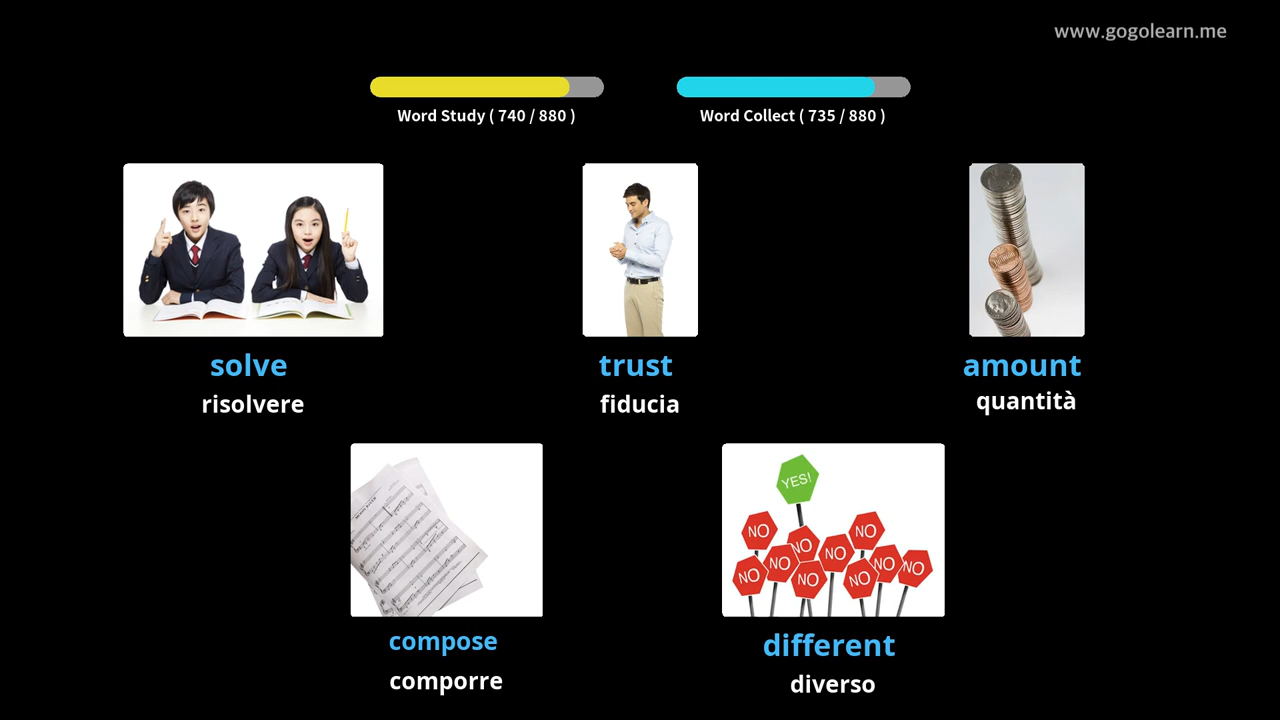 www.gogolearn.me
Word Study ( 740 / 880 )
Word Collect ( 735 / 880 )
solve
risolvere
trust
fiducia
amount
quantità
compose
comporre
YES!
NO
NO
NO
NO
NO
NO
NO
NO
NO
NO
different
diverso